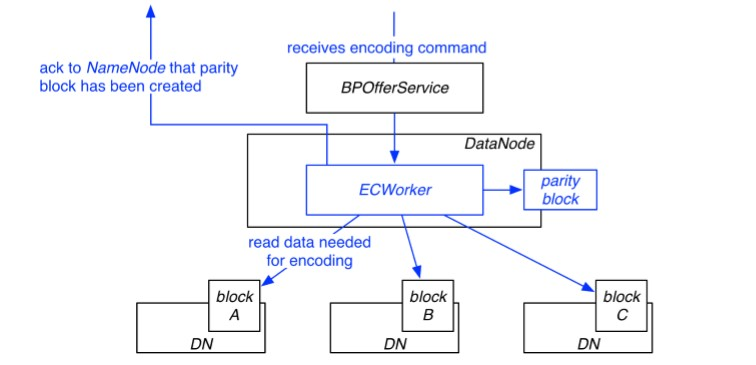 receives encoding command
ack to NameNode that parity
block has been created
BPOfferService
DataNode
ECWorker
parity
block
read data needed
for encoding
block
A
DN
block
B
DN
block
C
DN